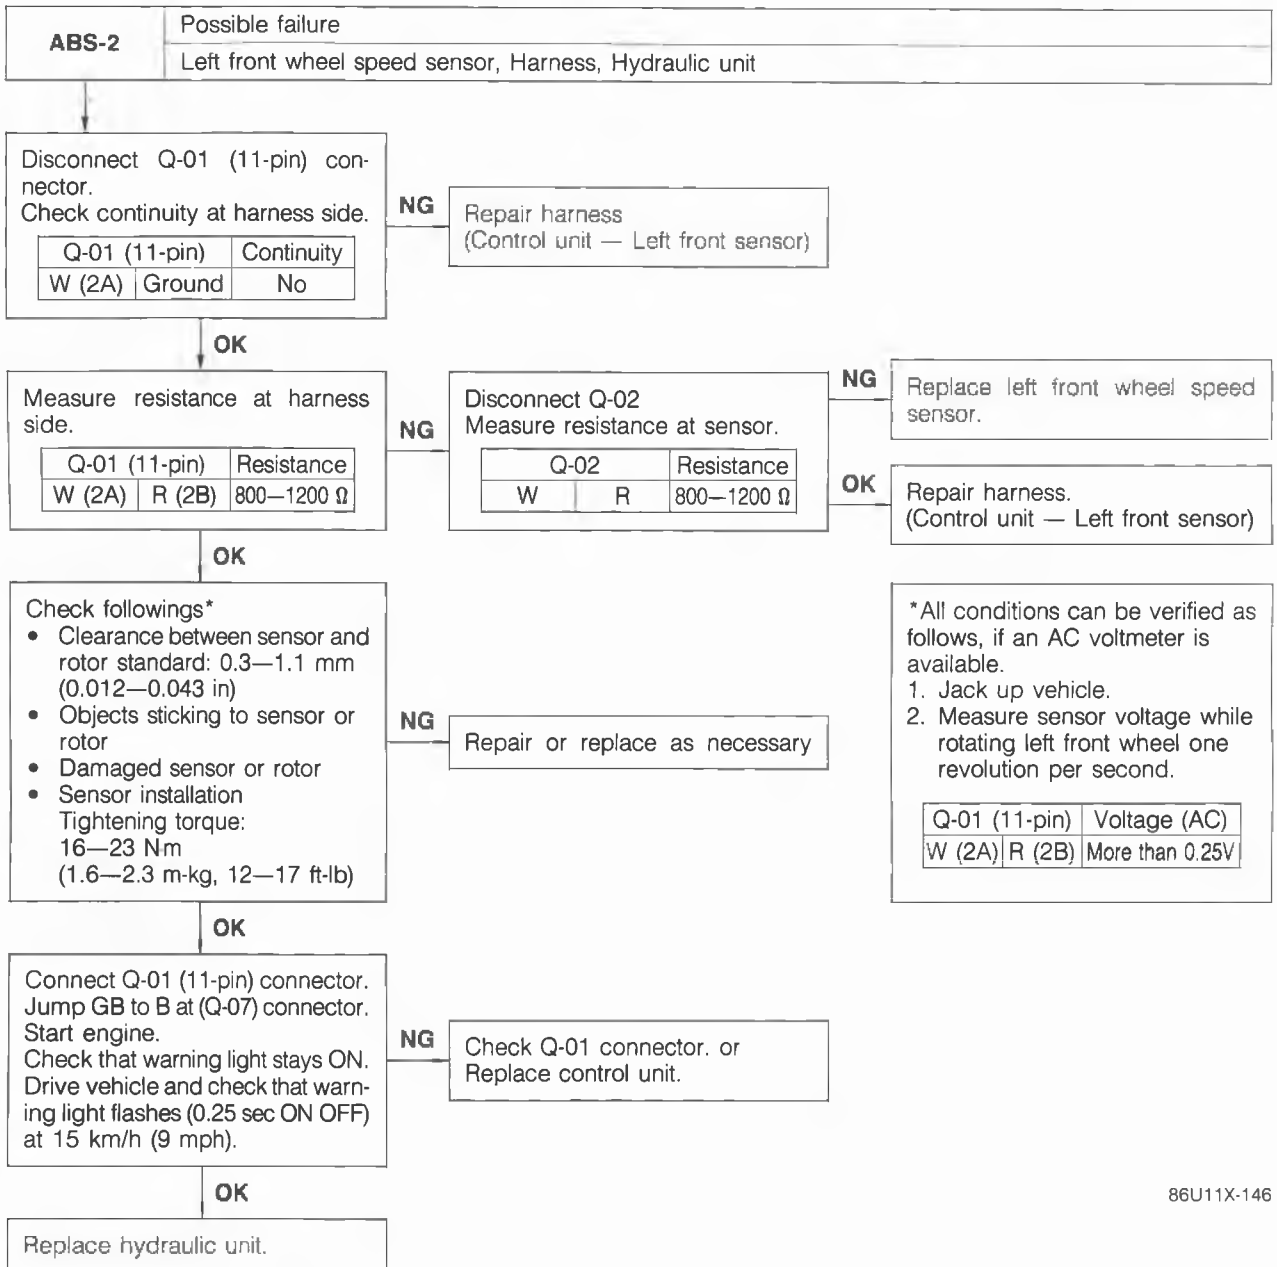 ABS-2
Possible failure
Left front wheel speed sensor, Harness, Hydraulic unit
Disconnect Q-01 (11-pin) con-
nector.
Check continuity at harness side.
Q-01 (11-pin) Continuity
W (2A) Ground No
NG
Repair harness
(Control unit — Left front sensor)
OK
Measure resistance at harness
side.
Q-01 (11-pin) Resistance
W (2A) R (2B) 800—1200 Ω
NG
Disconnect Q-02
Measure resistance at sensor.
Q-02 Resistance
W R 800—1200 Ω
NG
Replace left front wheel speed
sensor.
OK
Repair harness.
(Control unit — Left front sensor)
OK
Check followings*
• Clearance between sensor and
rotor standard: 0.3—1.1 mm
(0.012—0.043 in)
• Objects sticking to sensor or
rotor
• Damaged sensor or rotor
• Sensor installation
Tightening torque:
16—23 N·m
(1.6—2.3 m-kg, 12—17 ft-lb)
NG
Repair or replace as necessary
*All conditions can be verified as
follows, if an AC voltmeter is
available.
1. Jack up vehicle.
2. Measure sensor voltage while
rotating left front wheel one
revolution per second.
Q-01 (11-pin) Voltage (AC)
W (2A) R (2B) More than 0.25V
OK
Connect Q-01 (11-pin) connector.
Jump GB to B at (Q-07) connector.
Start engine.
Check that warning light stays ON.
Drive vehicle and check that warn-
ing light flashes (0.25 sec ON OFF)
at 15 km/h (9 mph).
NG
Check Q-01 connector. or
Replace control unit.
OK
Replace hydraulic unit.
86U11X-146